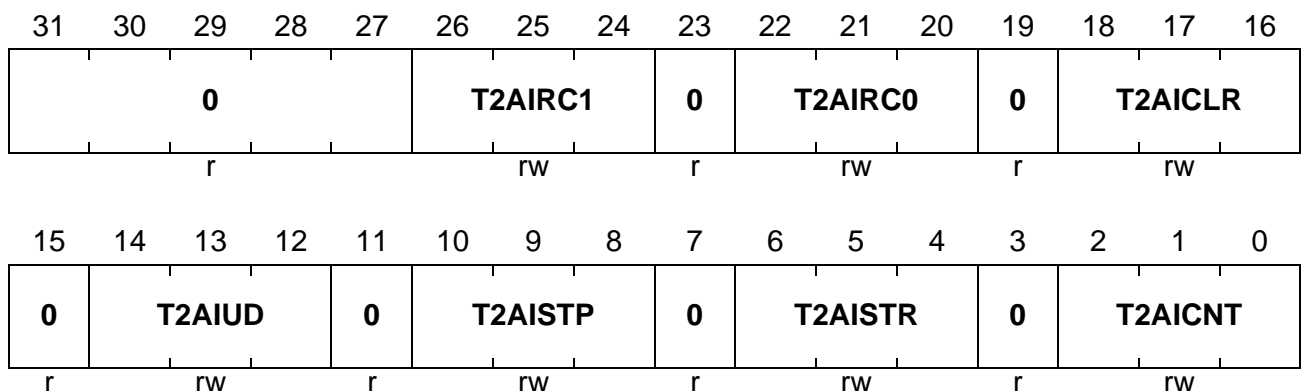 31 30 29 28 27 26 25 24 23 22 21 20 19 18 17 16
0 T2AIRC1 0 T2AIRC0 0 T2AICLR
r rw r rw r rw
15 14 13 12 11 10 9 8 7 6 5 4 3 2 1 0
0 T2AIUD 0 T2AISTP 0 T2AISTR 0 T2AICNT
r rw r rw r rw r rw